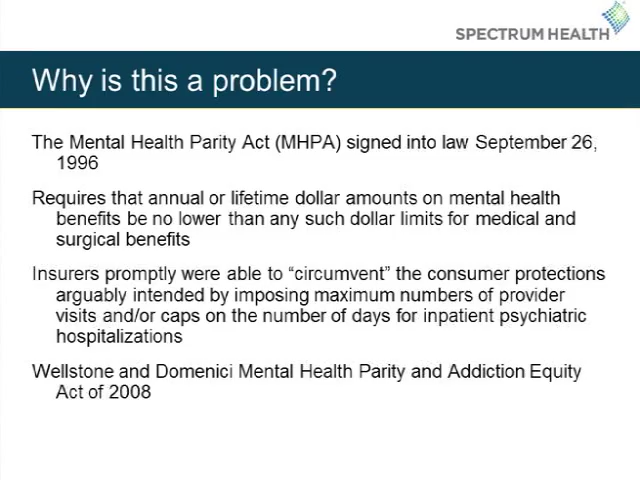 SPECTRUM HEALTH
Why is this a problem?
The Mental Health Parity Act (MHPA) signed into law September 26,
1996
Requires that annual or lifetime dollar amounts on mental health
benefits be no lower than any such dollar limits for medical and
surgical benefits
Insurers promptly were able to “circumvent” the consumer protections
arguably intended by imposing maximum numbers of provider
visits and/or caps on the number of days for inpatient psychiatric
hospitalizations
Wellstone and Domenici Mental Health Parity and Addiction Equity
Act of 2008